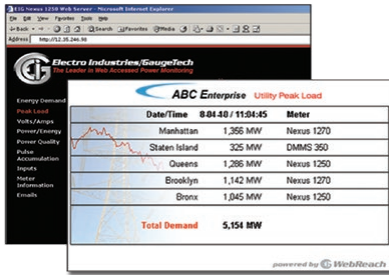 EIG Nexus 1250 Web Server - Microsoft Internet Explorer
File Edit View Favorites Tools Help
Back Search Favorites Media
Address http://12.35.246.98
Electro Industries/GaugeTech
The Leader in Web Accessed Power Monitoring
Energy Demand
Peak Load
Volts/Amps
Power/Energy
Power Quality
Pulse
Accumulation
Inputs
Meter
Information
Emails
ABC Enterprise Utility Peak Load
Date/Time 8-04-40 / 11:04:45 Meter
Manhattan 1,356 MW Nexus 1270
Staten Island 325 MW DMMS 350
Queens 1,286 MW Nexus 1250
Brooklyn 1,142 MW Nexus 1270
Bronx 1,045 MW Nexus 1250
Total Demand 5,154 MW
powered by WebReach